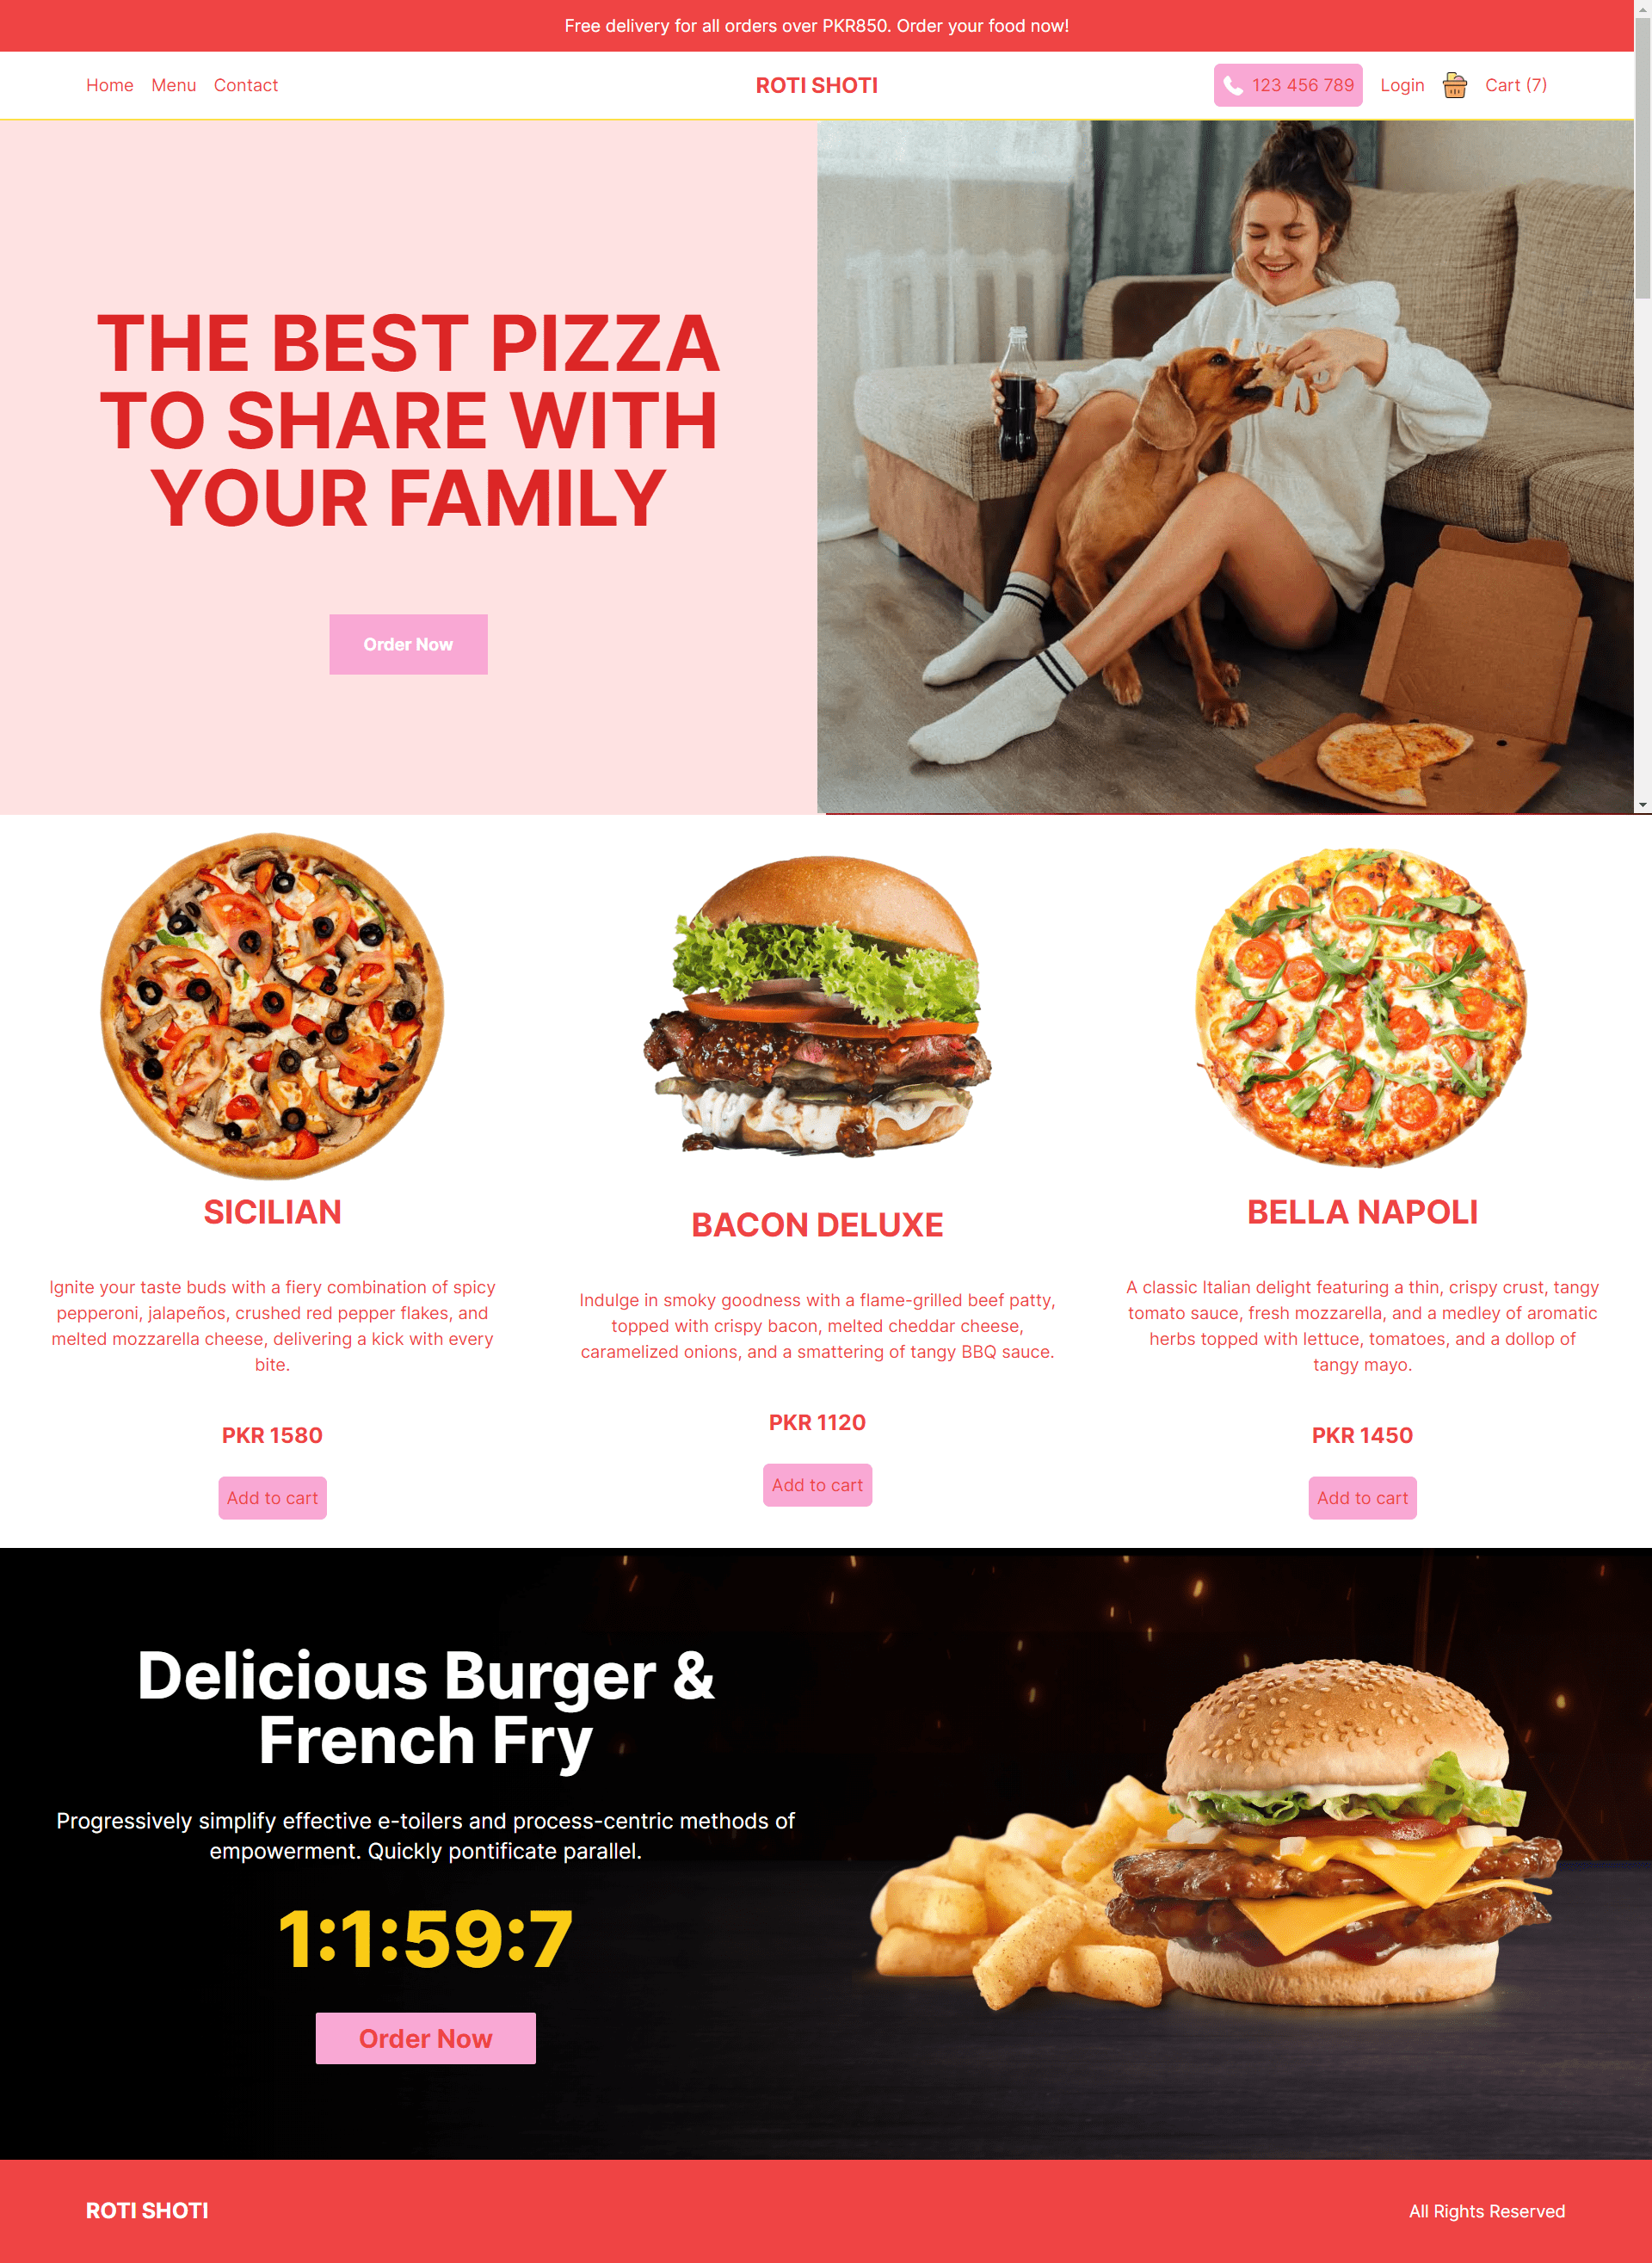 Free delivery for all orders over PKR850. Order your food now!
Home Menu Contact ROTI SHOTI 123 456 789 Login Cart (7)
THE BEST PIZZA
TO SHARE WITH
YOUR FAMILY
Order Now
SICILIAN
Ignite your taste buds with a fiery combination of spicy
pepperoni, jalapeños, crushed red pepper flakes, and
melted mozzarella cheese, delivering a kick with every
bite.
PKR 1580
Add to cart
BACON DELUXE
Indulge in smoky goodness with a flame-grilled beef patty,
topped with crispy bacon, melted cheddar cheese,
caramelized onions, and a smattering of tangy BBQ sauce.
PKR 1120
Add to cart
BELLA NAPOLI
A classic Italian delight featuring a thin, crispy crust, tangy
tomato sauce, fresh mozzarella, and a medley of aromatic
herbs topped with lettuce, tomatoes, and a dollop of
tangy mayo.
PKR 1450
Add to cart
Delicious Burger &
French Fry
Progressively simplify effective e-toilers and process-centric methods of
empowerment. Quickly pontificate parallel.
1:1:59:7
Order Now
ROTI SHOTI All Rights Reserved